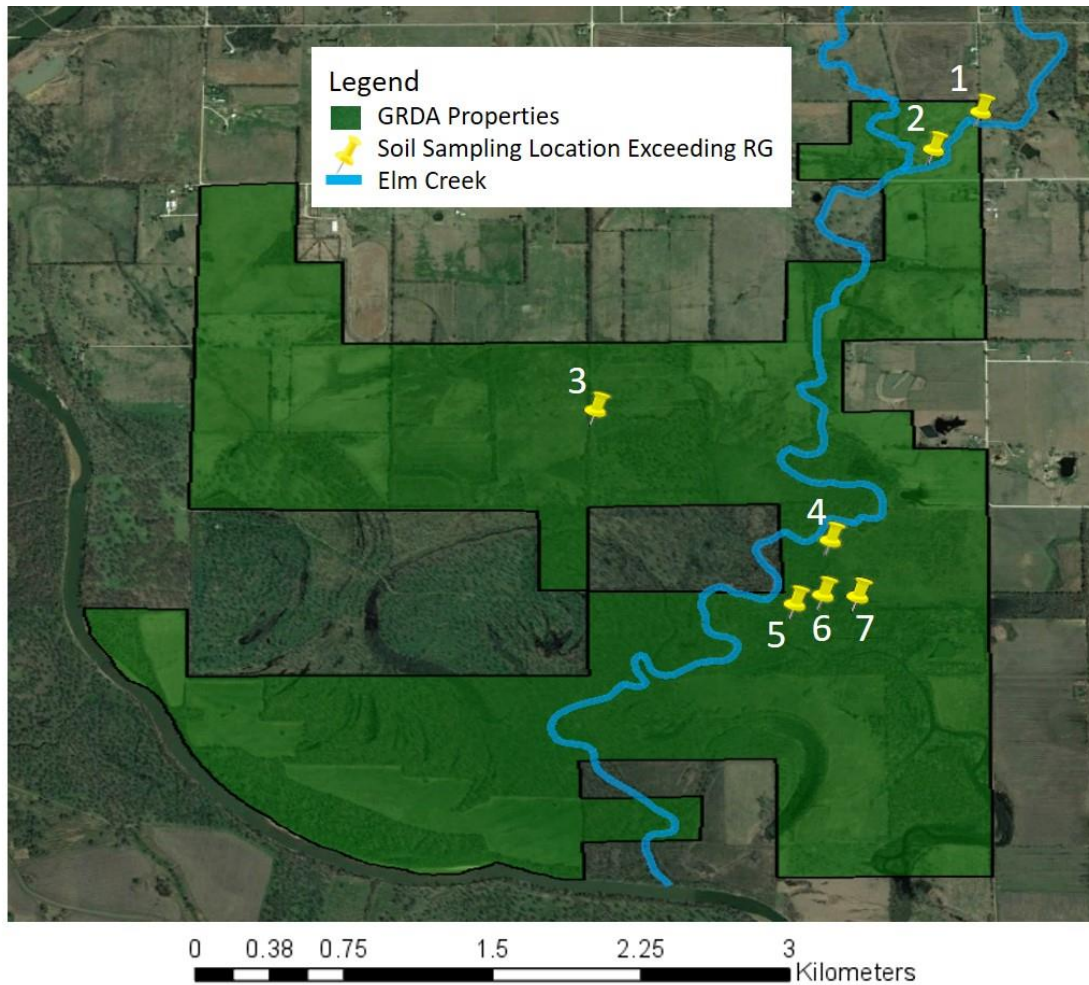 Legend
GRDA Properties
Soil Sampling Location Exceeding RG
Elm Creek
1
2
3
4
5
6
7
0 0.38 0.75 1.5 2.25 3
Kilometers